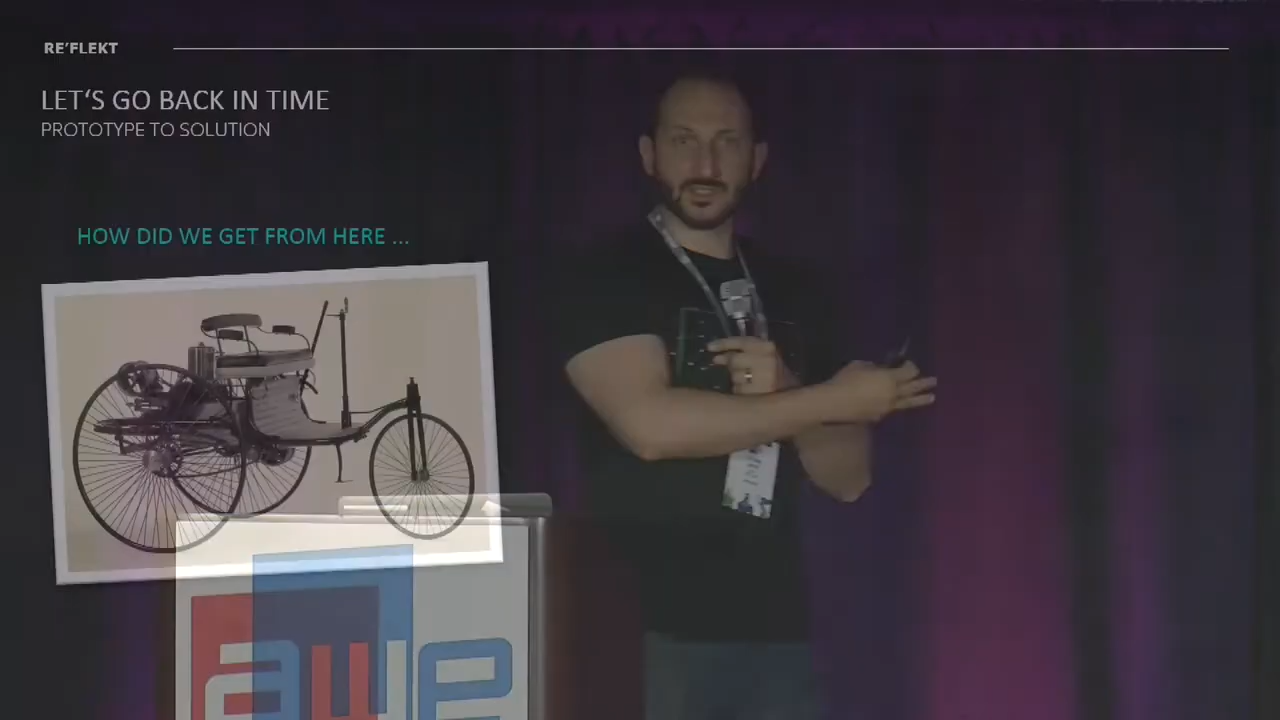 RE'FLEKT
LET'S GO BACK IN TIME
PROTOTYPE TO SOLUTION
HOW DID WE GET FROM HERE ...
awe